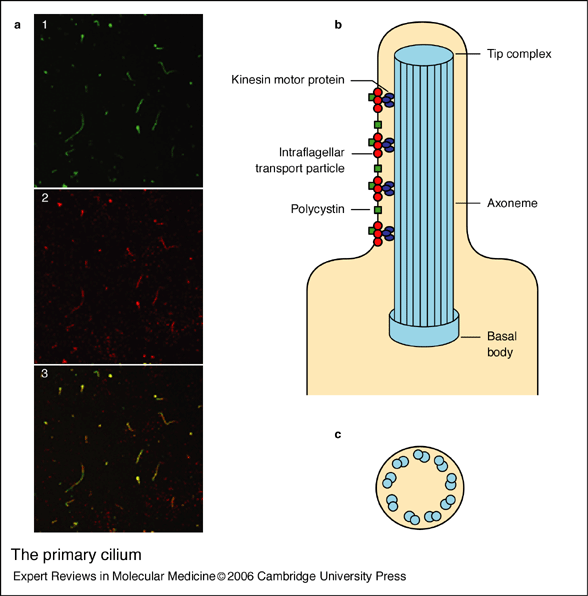 a
1
2
3
b
Tip complex
Kinesin motor protein
Intraflagellar
transport particle
Polycystin
Axoneme
Basal
body
c
The primary cilium
Expert Reviews in Molecular Medicine © 2006 Cambridge University Press